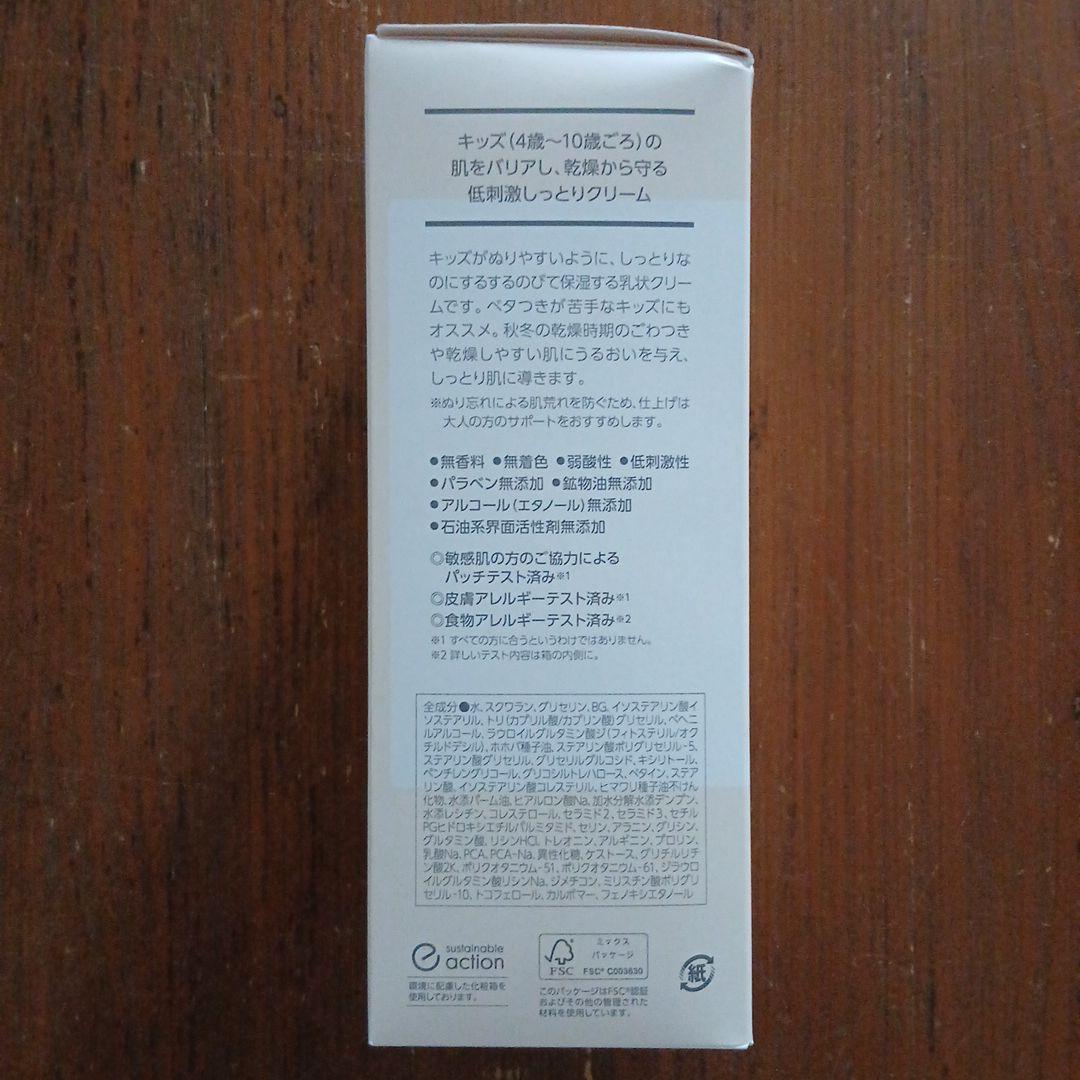 キッズ(4歳〜10歳ごろ)の
肌をバリアし、乾燥から守る
低刺激しっとりクリーム
キッズがぬりやすいように、しっとりな
のにするするのびて保湿する乳状クリー
ムです。ベタつきが苦手なキッズにも
オススメ。秋冬の乾燥時期のごわつき
や乾燥しやすい肌にうるおいを与え、
しっとり肌に導きます。
※ぬり忘れによる肌荒れを防ぐため、仕上げは
大人の方のサポートをおすすめします。
●無香料 ●無着色 ●弱酸性 ●低刺激性
●パラベン無添加 ●鉱物油無添加
●アルコール(エタノール)無添加
●石油系界面活性剤無添加
◎敏感肌の方のご協力による
パッチテスト済み※1
◎皮膚アレルギーテスト済み※1
◎食物アレルギーテスト済み※2
※1 すべての方に合うというわけではありません。
※2 詳しいテスト内容は箱の内側に。
全成分●水、スクワラン、グリセリン、BG、イソステアリン酸イ
ソステアリル、トリ(カプリル酸/カプリン酸)グリセリル、ベヘニ
ルアルコール、ラウロイルグルタミン酸ジ(フィトステリル/オク
チルドデシル)、ホホバ種子油、ステアリン酸ポリグリセリル-5、
ステアリン酸グリセリル、グリセリルグルコシド、キシリトール、
ペンチレングリコール、グリコシルトレハロース、ベタイン、ステア
リン酸、イソステアリン酸コレステリル、ヒマワリ種子油不けん
化物、水添パーム油、ヒアルロン酸Na、加水分解水添デンプン、
水添レシチン、コレステロール、セラミド2、セラミド3、セチル
PGヒドロキシエチルパルミタミド、セリン、アラニン、グリシン、
グルタミン酸、リシンHCl、トレオニン、アルギニン、プロリン、
乳酸Na、PCA、PCA-Na、異性化糖、ケストース、グリチルリチ
ン酸2K、ポリクオタニウム-51、ポリクオタニウム-61、ジラウロ
イルグルタミン酸リシンNa、ジメチコン、ミリスチン酸ポリグリ
セリル-10、トコフェロール、カルボマー、フェノキシエタノール
sustainable
action
環境に配慮した化粧箱を
使用しております。
FSC
ミックス
パッケージ
FSC® C003630
このパッケージはFSC®認証
およびその他の管理された
材料を使用しています。
紙